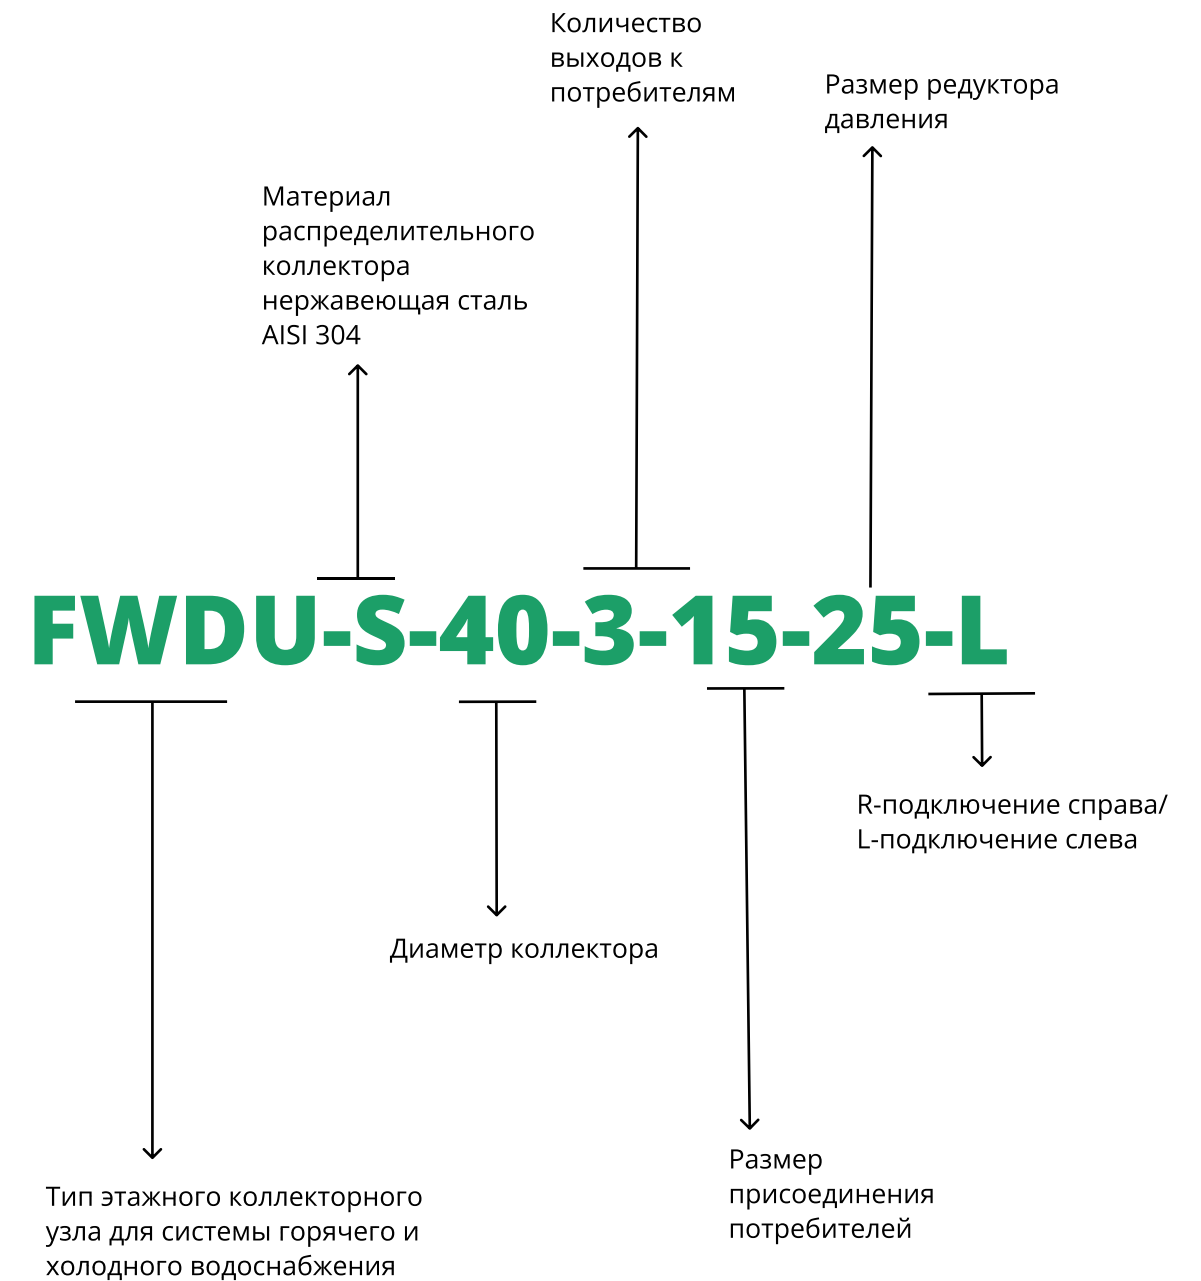 Количество
выходов к
потребителям
Размер редуктора
давления
Материал
распределительного
коллектора
нержавеющая сталь
AISI 304
FWDU-S-40-3-15-25-L
R-подключение справа/
L-подключение слева
Диаметр коллектора
Размер
присоединения
потребителей
Тип этажного коллекторного
узла для системы горячего и
холодного водоснабжения